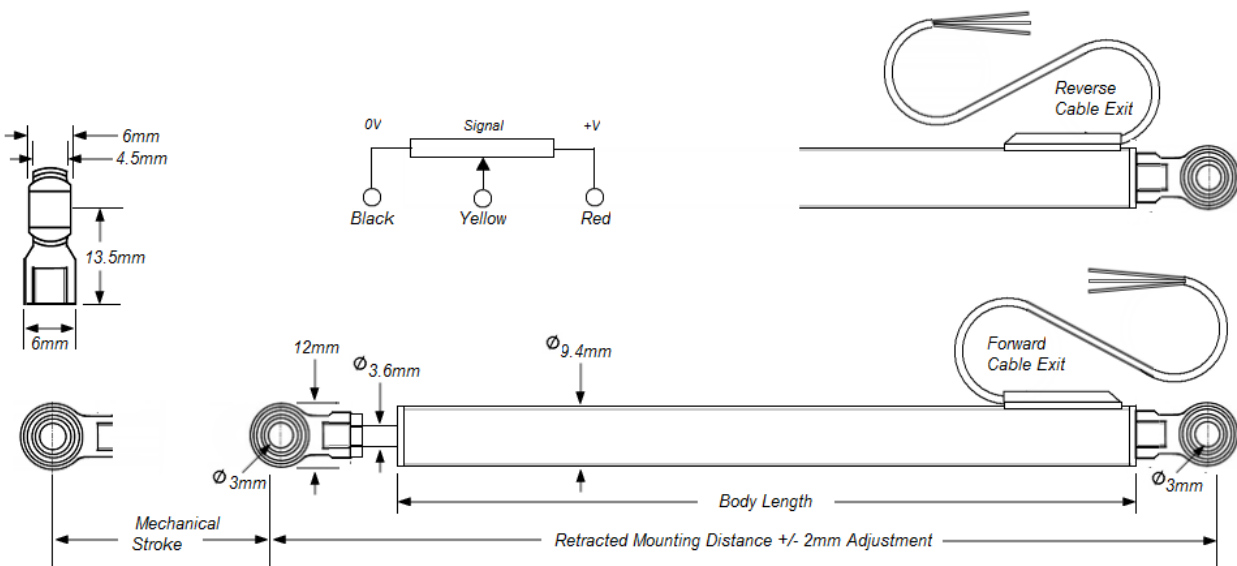 Reverse
Cable Exit
0V
Signal
+V
Black
Yellow
Red
6mm
4.5mm
13.5mm
6mm
12mm
Ø3.6mm
Ø9.4mm
Forward
Cable Exit
Ø3mm
Ø3mm
Body Length
Mechanical
Stroke
Retracted Mounting Distance +/- 2mm Adjustment